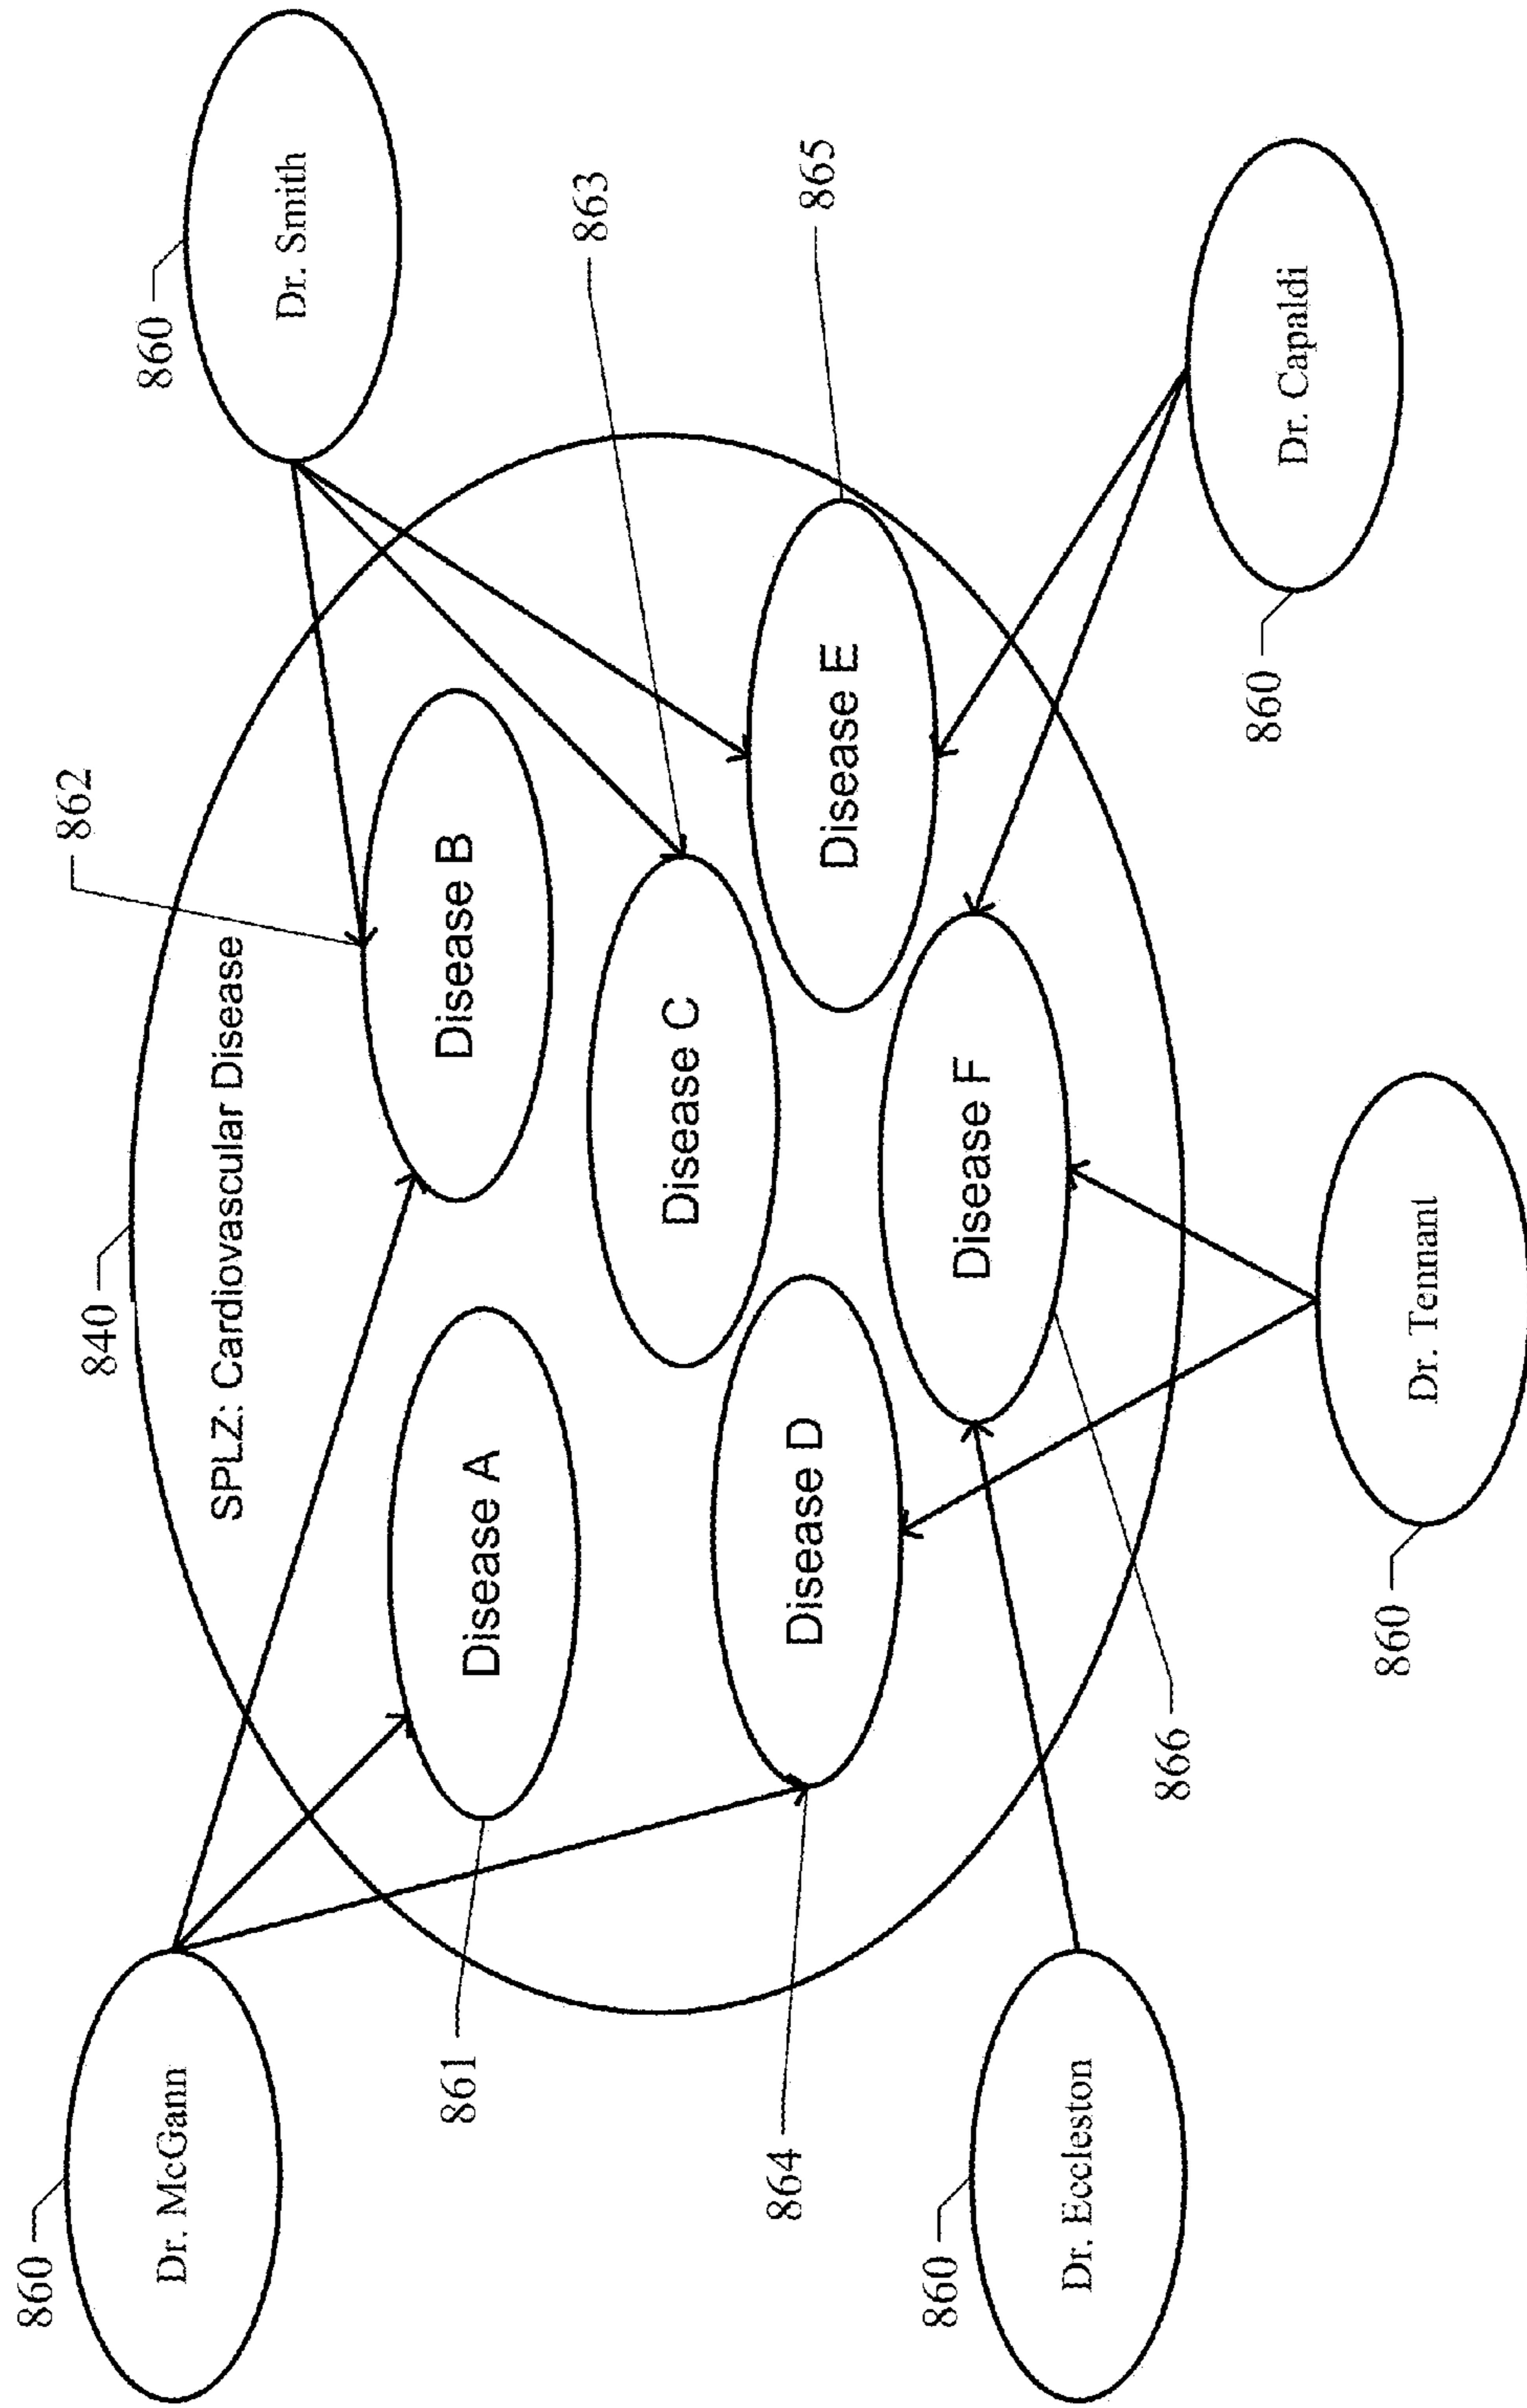 840
862
860
860
SPLZ: Cardiovascular Disease
Dr. McGann
Dr. Smith
Disease B
Disease A
861
863
Disease C
864
Disease D
Disease E
865
860
Disease F
Dr. Eccleston
866
860
Dr. Capaldi
860
Dr. Tennant